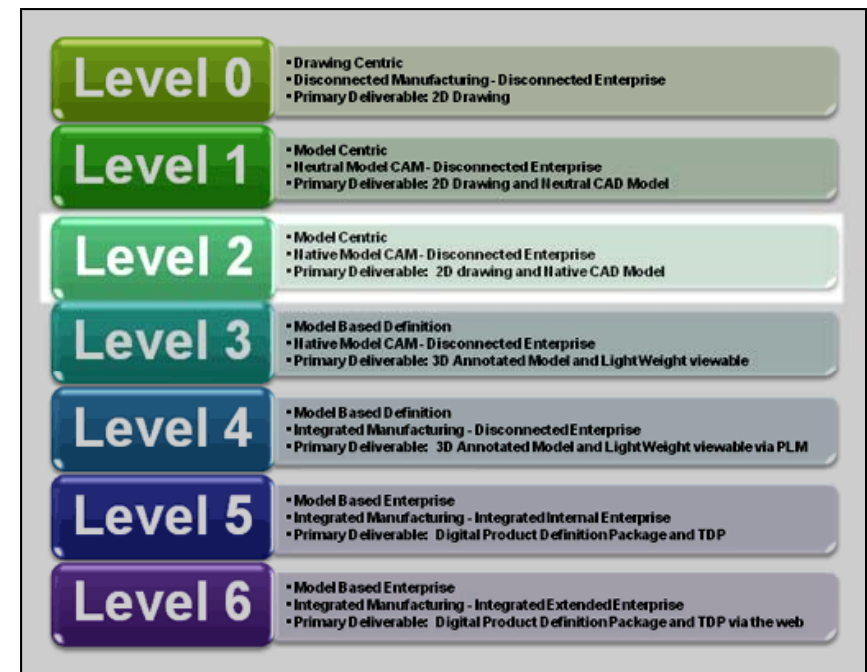 Level 0
• Drawing Centric
• Disconnected Manufacturing - Disconnected Enterprise
• Primary Deliverable: 2D Drawing
Level 1
• Model Centric
• Neutral Model CAM - Disconnected Enterprise
• Primary Deliverable: 2D Drawing and Neutral CAD Model
Level 2
• Model Centric
• Native Model CAM - Disconnected Enterprise
• Primary Deliverable: 2D drawing and Native CAD Model
Level 3
• Model Based Definition
• Native Model CAM - Disconnected Enterprise
• Primary Deliverable: 3D Annotated Model and LightWeight viewable
Level 4
• Model Based Definition
• Integrated Manufacturing - Disconnected Enterprise
• Primary Deliverable: 3D Annotated Model and LightWeight viewable via PLM
Level 5
• Model Based Enterprise
• Integrated Manufacturing - Integrated Internal Enterprise
• Primary Deliverable: Digital Product Definition Package and TDP
Level 6
• Model Based Enterprise
• Integrated Manufacturing - Integrated Extended Enterprise
• Primary Deliverable: Digital Product Definition Package and TDP via the web